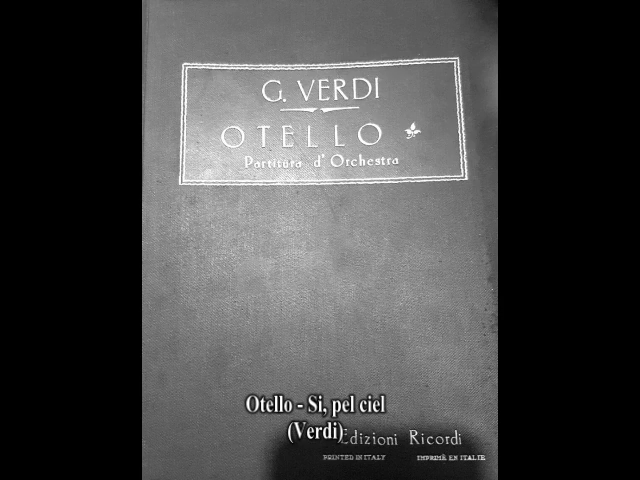 G. VERDI
OTELLO
Partitura d'Orchestra
Otello - Si, pel ciel
(Verdi)
Edizioni Ricordi
PRINTED IN ITALY
IMPRIMÉ EN ITALIE